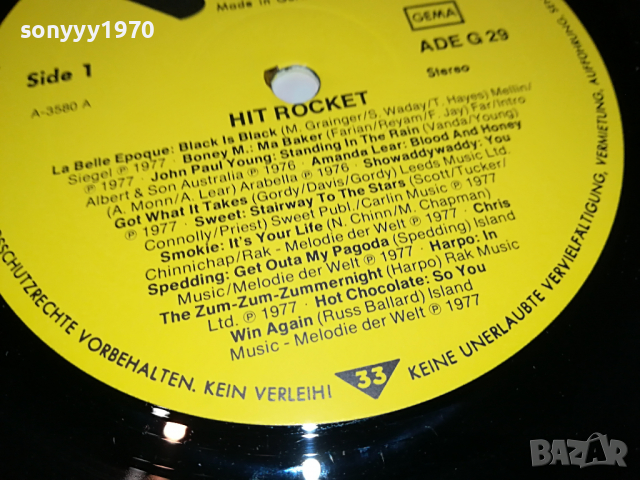 sonyyy1970
Made in
GEMA
ADE G 29
Side 1
Stereo
A-3580 A
HIT ROCKET
La Belle Epoque: Black Is Black (M. Grainger/S. Waday/T. Hayes) Mellin/
Siegel ℗ 1977 · Boney M.: Ma Baker (Farian/Reyam/F. Jay) Far/Intro
℗ 1977 · John Paul Young: Standing In The Rain (Vanda/Young)
Albert & Son Australia ℗ 1976 · Amanda Lear: Blood And Honey
(A. Monn/A. Lear) Arabella ℗ 1976 · Showaddywaddy: You
Got What It Takes (Gordy/Davis/Gordy) Leeds Music Ltd.
℗ 1977 · Sweet: Stairway To The Stars (Scott/Tucker/
Connolly/Priest) Sweet Publ./Carlin Music ℗ 1977
Smokie: It's Your Life (N. Chinn/M. Chapman)
Chinnichap/Rak - Melodie der Welt ℗ 1977 · Chris
Spedding: Get Outa My Pagoda (Spedding) Island
Music/Melodie der Welt ℗ 1977 · Harpo: In
The Zum-Zum-Zummernight (Harpo) Rak Music
Ltd. ℗ 1977 · Hot Chocolate: So You
Win Again (Russ Ballard) Island
Music - Melodie der Welt ℗ 1977
RSCHUTZRECHTE VORBEHALTEN. KEIN VERLEIH!
33
KEINE UNERLAUBTE VERVIELFÄLTIGUNG, VERMIETUNG, AUFFÜHRUNG,
BAZAR